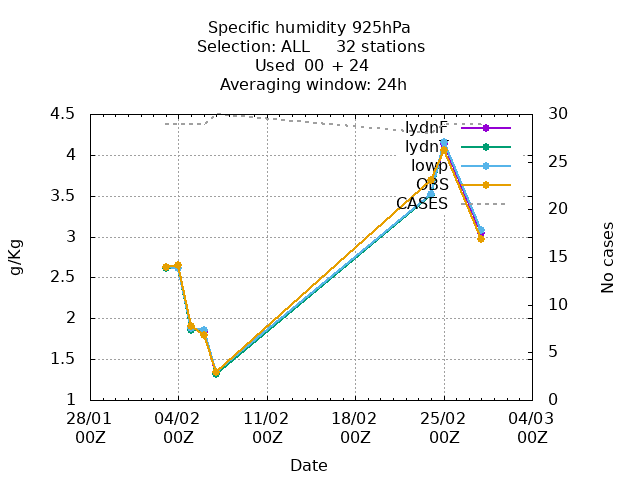 Specific humidity 925hPa
Selection: ALL 32 stations
Used 00 + 24
Averaging window: 24h
4.5
4
3.5
3
2.5
2
1.5
1
g/Kg
30
25
20
15
10
5
0
No cases
lydnF
lowp
OBS
CASES
28/01 04/02 11/02 18/02 25/02 04/03
00Z 00Z 00Z 00Z 00Z 00Z
Date